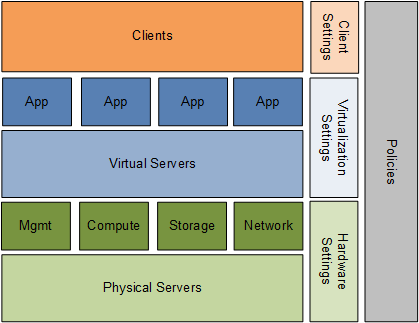 Clients
Client
Settings
App
App
App
App
Virtual Servers
Virtualization
Settings
Mgmt
Compute
Storage
Network
Physical Servers
Hardware
Settings
Policies